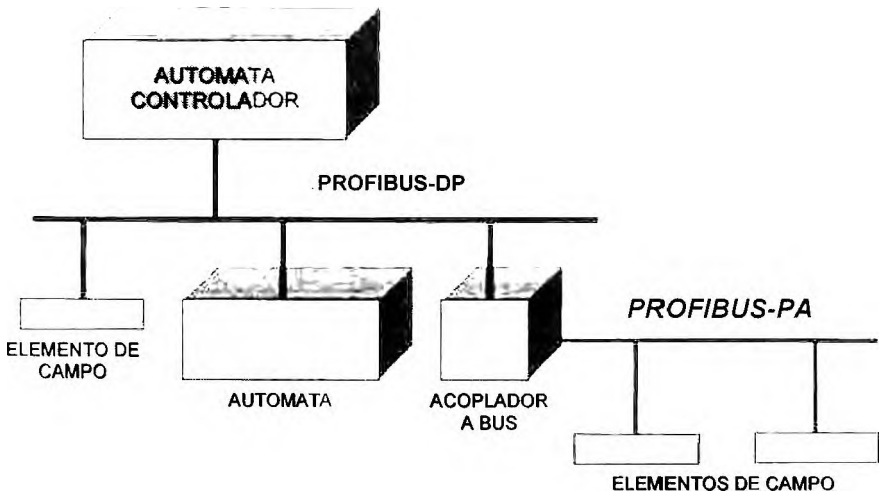 AUTOMATA
CONTROLADOR
PROFIBUS-DP
PROFIBUS-PA
ELEMENTO DE
CAMPO
AUTOMATA
ACOPLADOR
A BUS
ELEMENTOS DE CAMPO